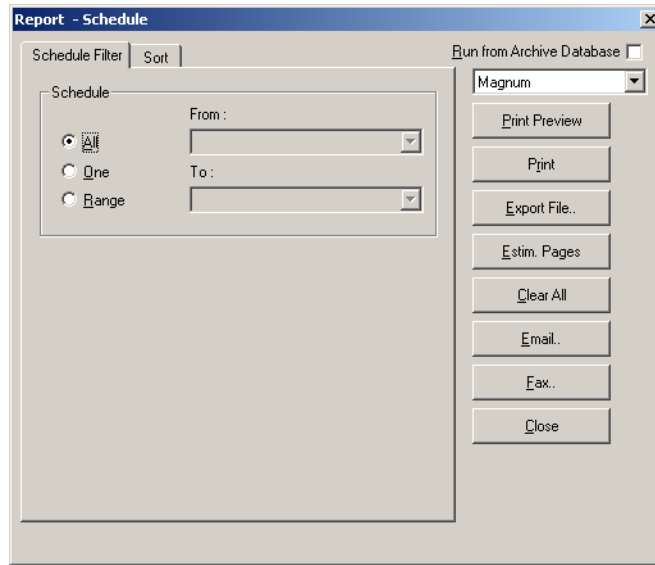 Report - Schedule
Schedule Filter
Sort
Run from Archive Database
Magnum
Schedule
From :
All
One
To :
Range
Print Preview
Print
Export File..
Estim. Pages
Clear All
Email..
Fax..
Close